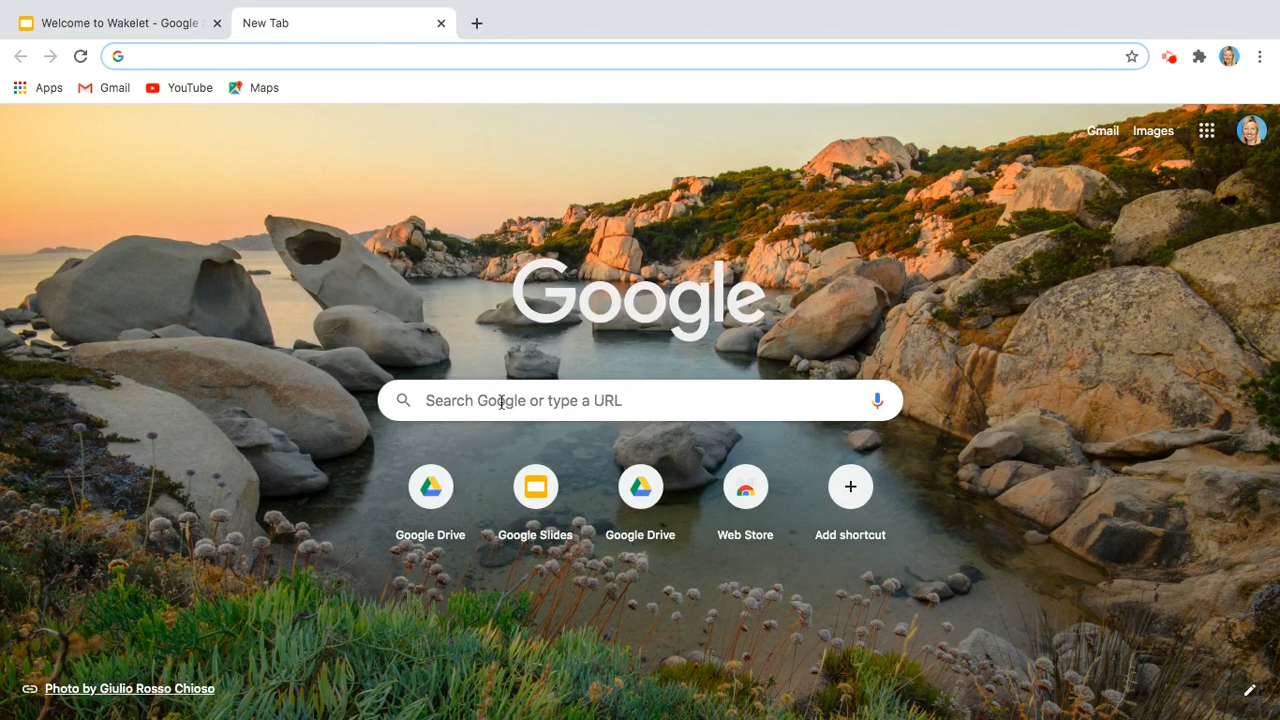 Welcome to Wakelet - Google
New Tab
Apps
Gmail
YouTube
Maps
Gmail
Images
Google
Search Google or type a URL
Google Drive
Google Slides
Google Drive
Web Store
Add shortcut
Photo by Giulio Rosso Chioso